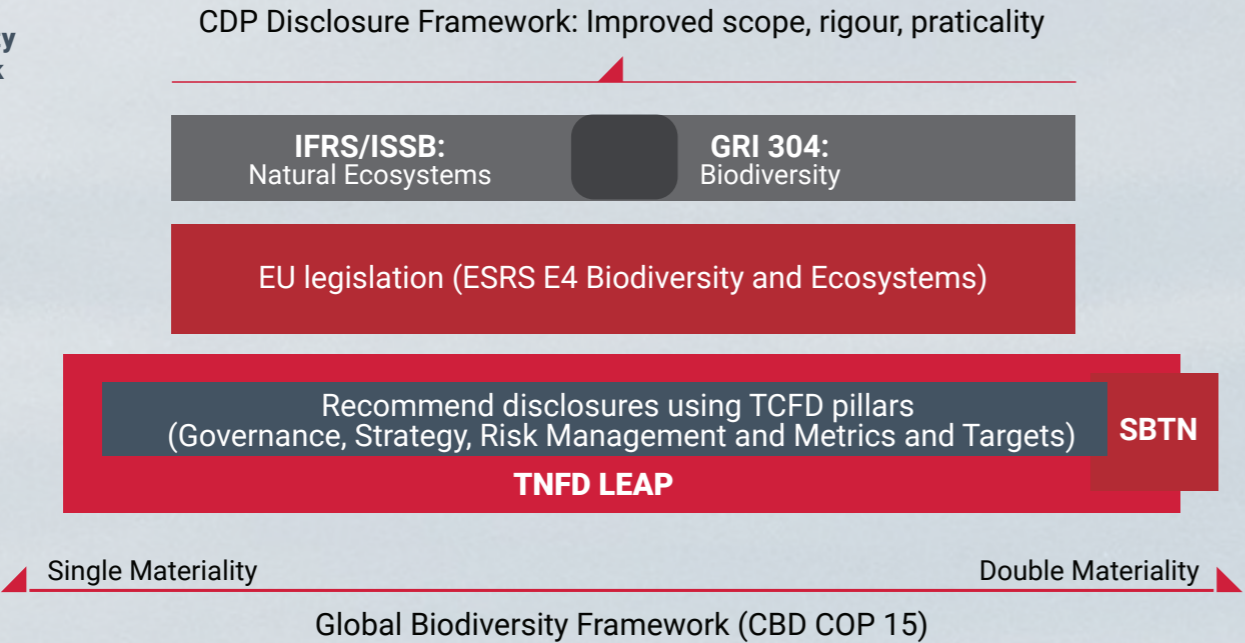 CDP Disclosure Framework: Improved scope, rigour, praticality
IFRS/ISSB:
Natural Ecosystems
GRI 304:
Biodiversity
EU legislation (ESRS E4 Biodiversity and Ecosystems)
Recommend disclosures using TCFD pillars
(Governance, Strategy, Risk Management and Metrics and Targets)
SBTN
TNFD LEAP
Single Materiality
Double Materiality
Global Biodiversity Framework (CBD COP 15)